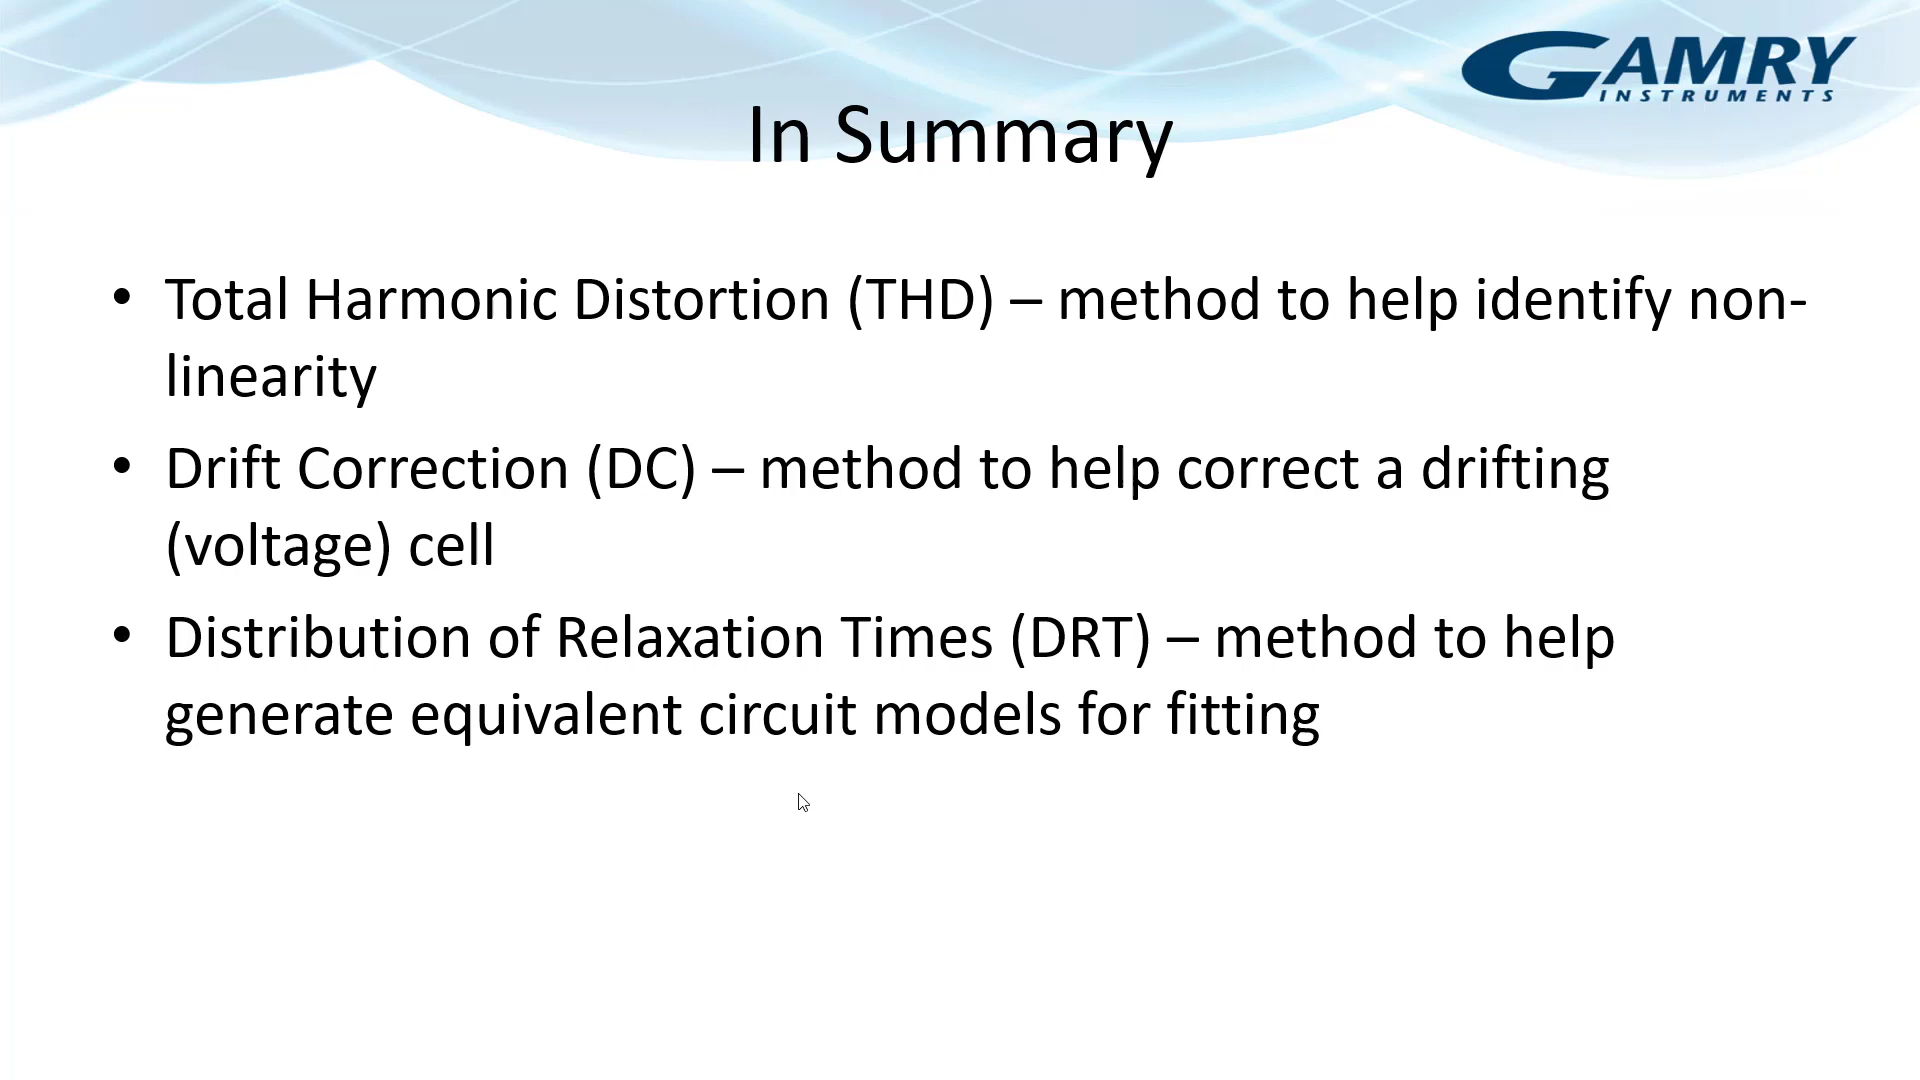 GAMRY
INSTRUMENTS
In Summary
• Total Harmonic Distortion (THD) – method to help identify non-
linearity
• Drift Correction (DC) – method to help correct a drifting
(voltage) cell
• Distribution of Relaxation Times (DRT) – method to help
generate equivalent circuit models for fitting